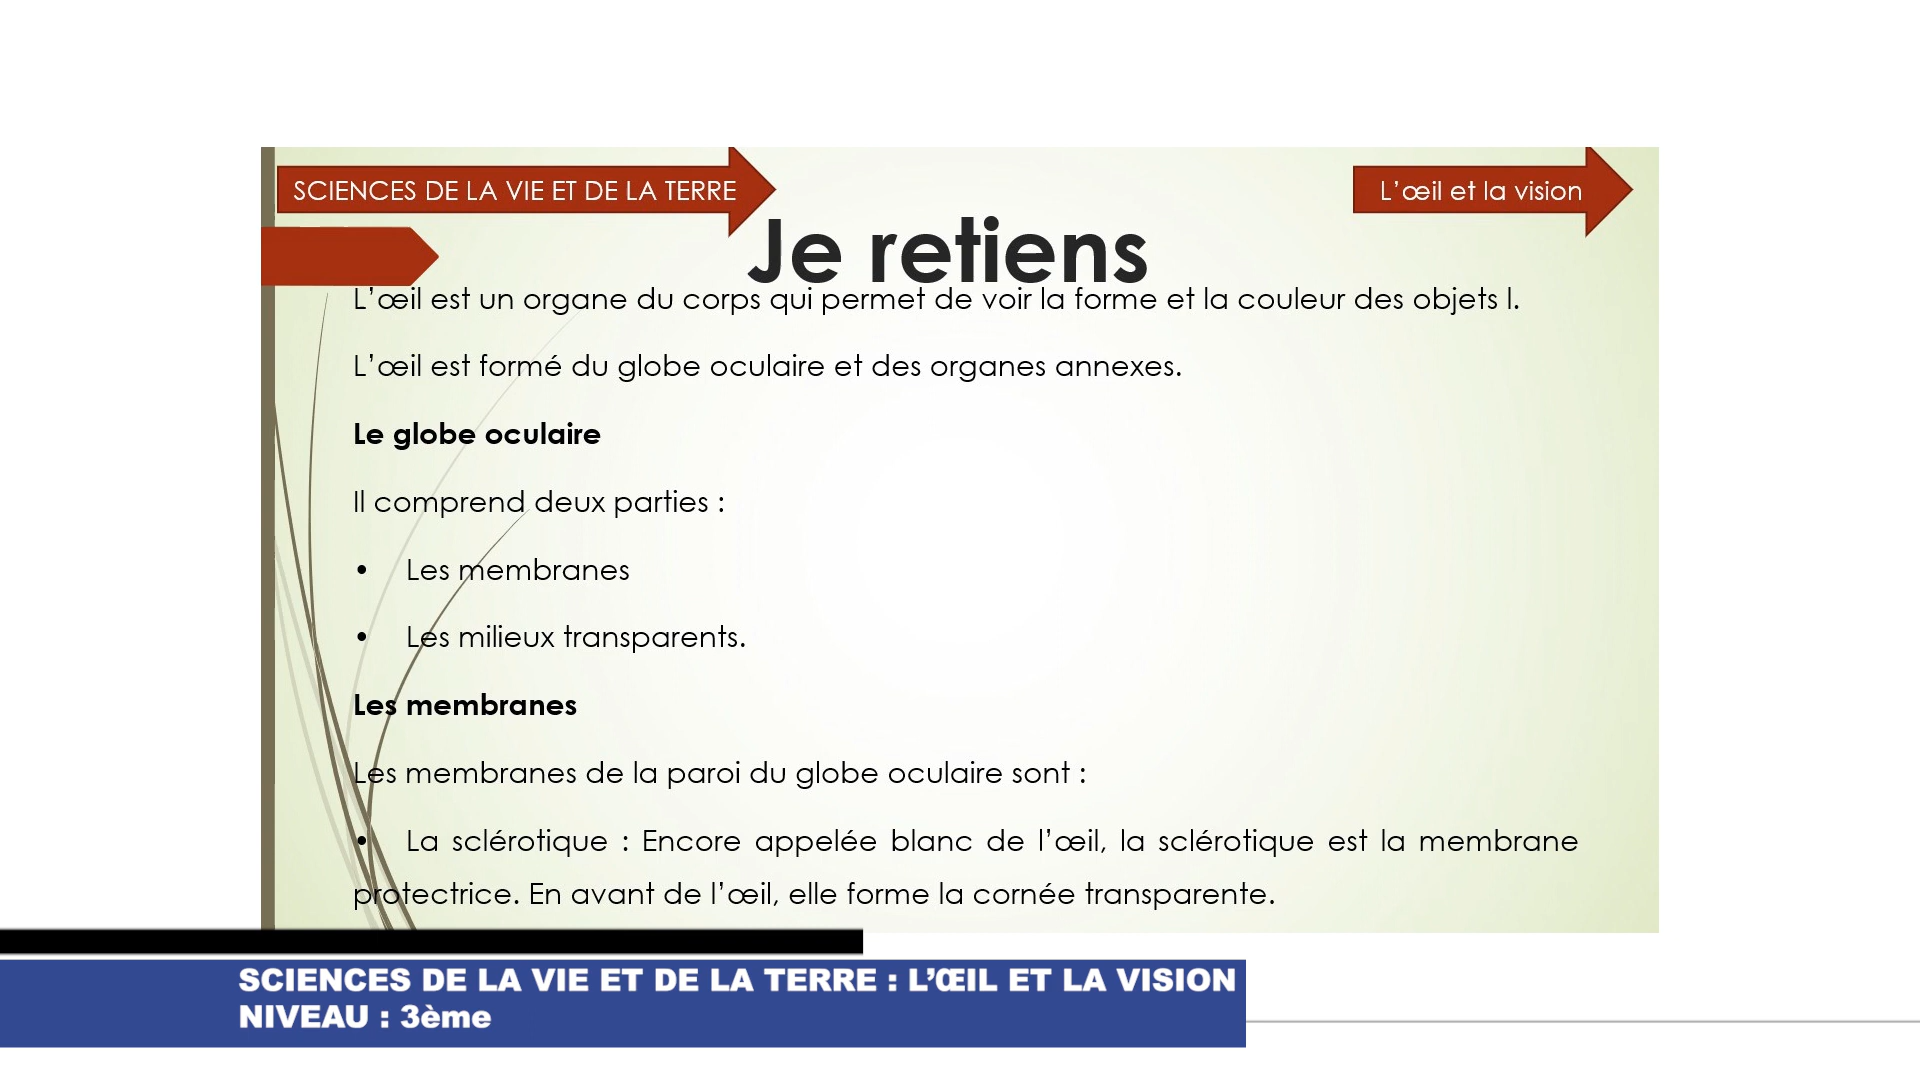 SCIENCES DE LA VIE ET DE LA TERRE
L’œil et la vision
Je retiens
L’œil est un organe du corps qui permet de voir la forme et la couleur des objets l.
L’œil est formé du globe oculaire et des organes annexes.
Le globe oculaire
Il comprend deux parties :
• Les membranes
• Les milieux transparents.
Les membranes
Les membranes de la paroi du globe oculaire sont :
• La sclérotique : Encore appelée blanc de l’œil, la sclérotique est la membrane
protectrice. En avant de l’œil, elle forme la cornée transparente.
SCIENCES DE LA VIE ET DE LA TERRE : L’ŒIL ET LA VISION
NIVEAU : 3ème